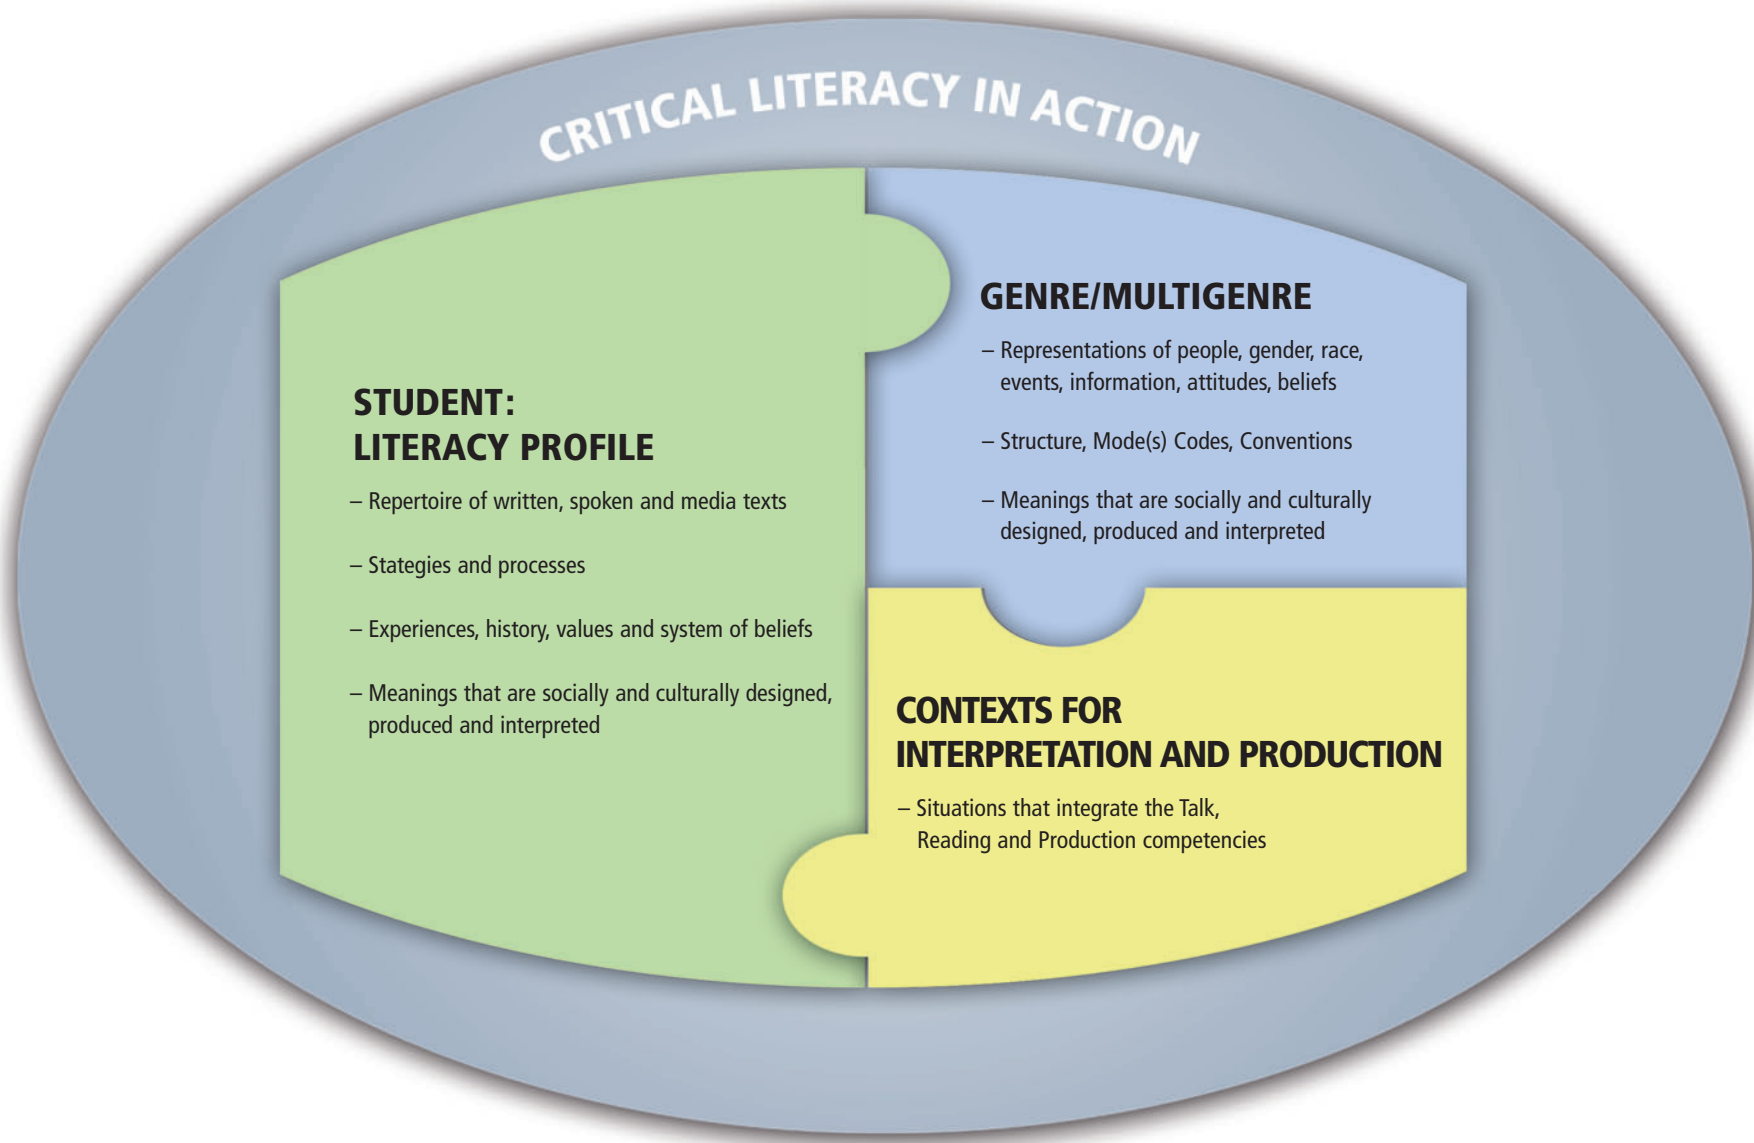 CRITICAL LITERACY IN ACTION
STUDENT:
LITERACY PROFILE
– Repertoire of written, spoken and media texts
– Stategies and processes
– Experiences, history, values and system of beliefs
– Meanings that are socially and culturally designed,
produced and interpreted
GENRE/MULTIGENRE
– Representations of people, gender, race,
events, information, attitudes, beliefs
– Structure, Mode(s) Codes, Conventions
– Meanings that are socially and culturally
designed, produced and interpreted
CONTEXTS FOR
INTERPRETATION AND PRODUCTION
– Situations that integrate the Talk,
Reading and Production competencies